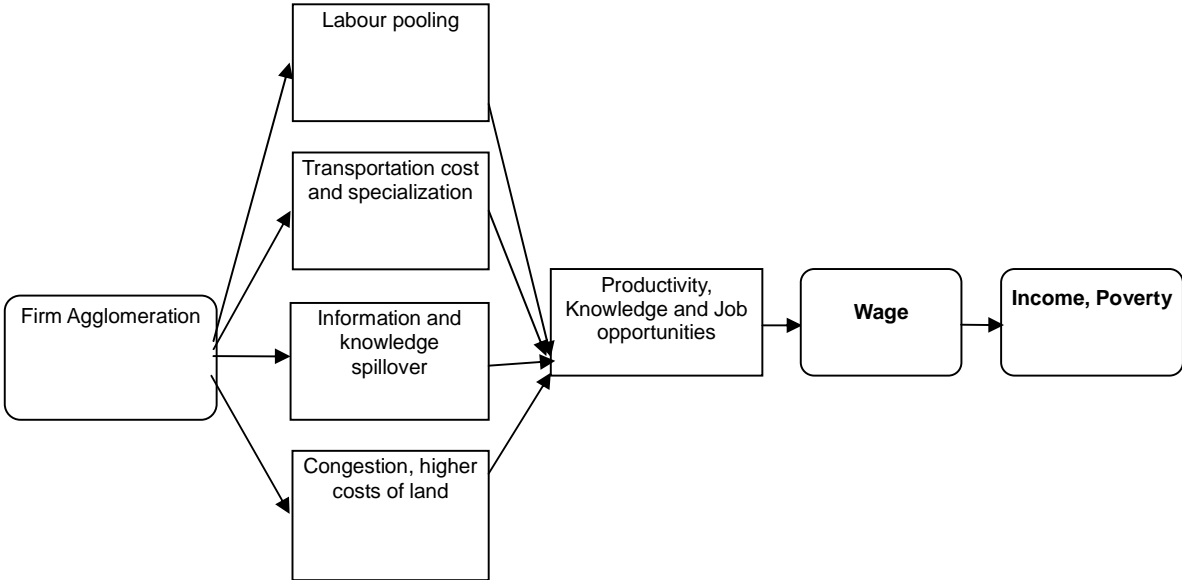 Labour pooling
Transportation cost
and specialization
Firm Agglomeration
Information and
knowledge
spillover
Congestion, higher
costs of land
Productivity,
Knowledge and Job
opportunities
Wage
Income, Poverty